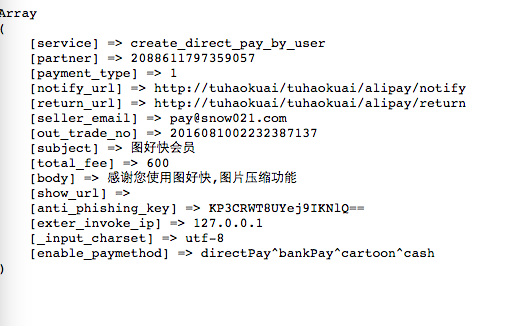 Array
(
[service] => create_direct_pay_by_user
[partner] => 2088611797359057
[payment_type] => 1
[notify_url] => http://tuhaokuai/tuhaokuai/alipay/notify
[return_url] => http://tuhaokuai/tuhaokuai/alipay/return
[seller_email] => pay@snow021.com
[out_trade_no] => 2016081002232387137
[subject] => 图好快会员
[total_fee] => 600
[body] => 感谢您使用图好快,图片压缩功能
[show_url] =>
[anti_phishing_key] => KP3CRWT8UYej9IKNlQ==
[exter_invoke_ip] => 127.0.0.1
[_input_charset] => utf-8
[enable_paymethod] => directPay^bankPay^cartoon^cash
)